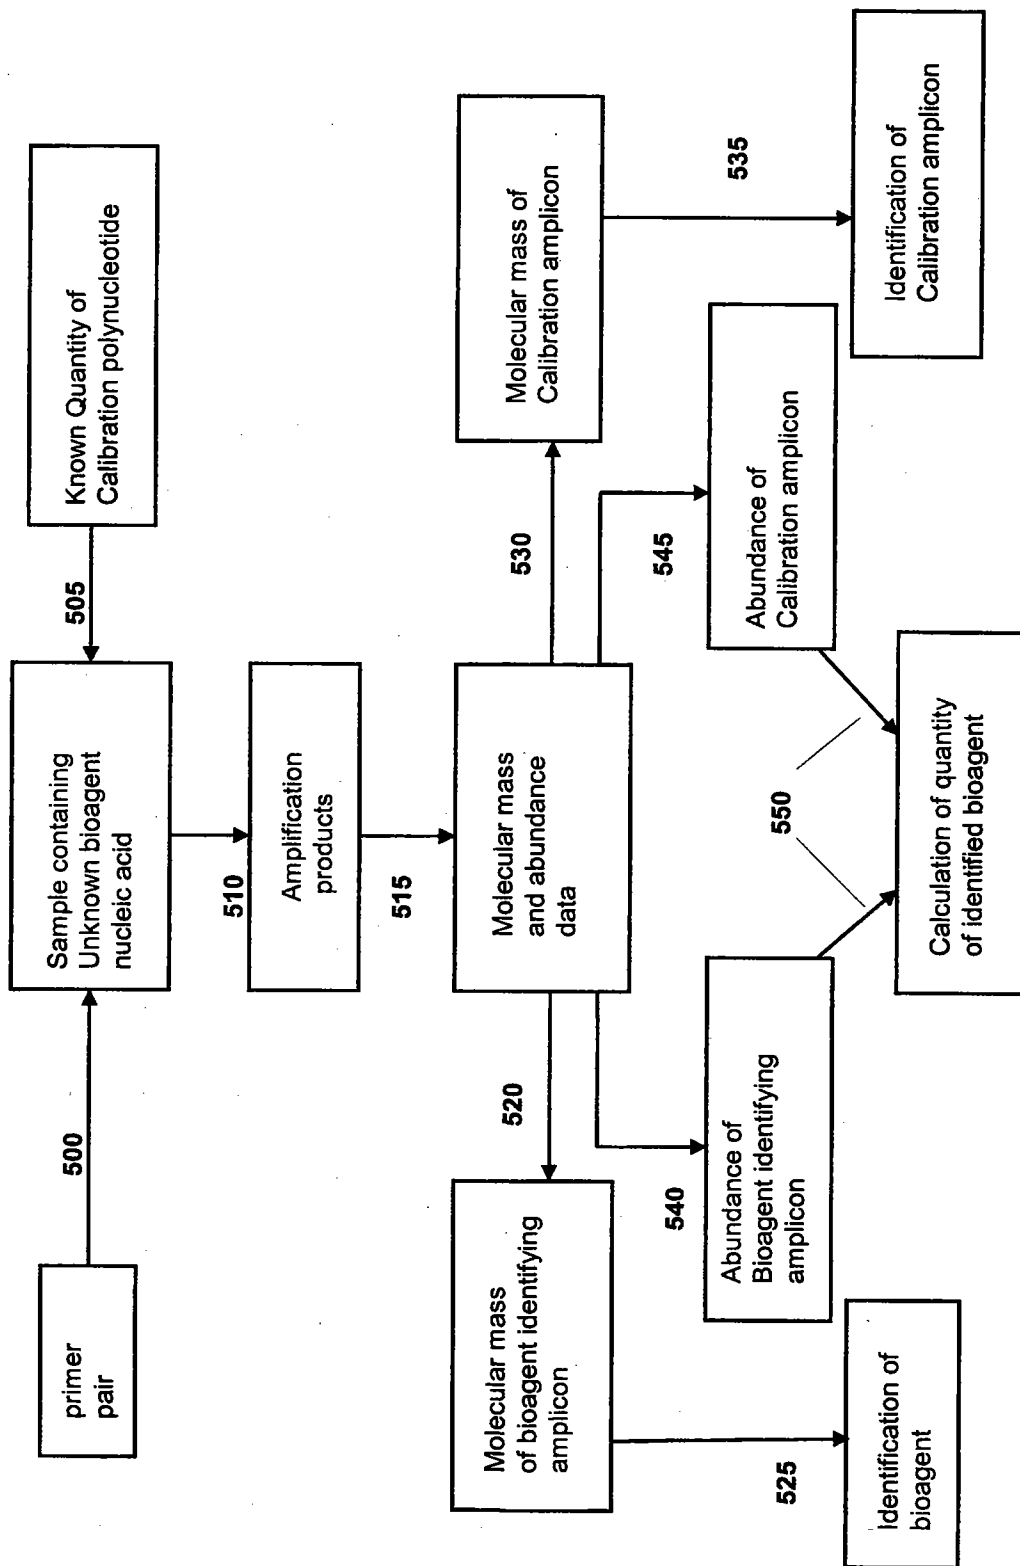 primer
pair
500
Sample containing
Unknown bioagent
nucleic acid
505
Known Quantity of
Calibration polynucleotide
510
Amplification
products
515
Molecular mass
and abundance
data
520
Molecular mass
of bioagent identifying
amplicon
525
Identification of
bioagent
530
Molecular mass of
Calibration amplicon
535
Identification of
Calibration amplicon
540
Abundance of
Bioagent identifying
amplicon
545
Abundance of
Calibration amplicon
550
Calculation of quantity
of identified bioagent